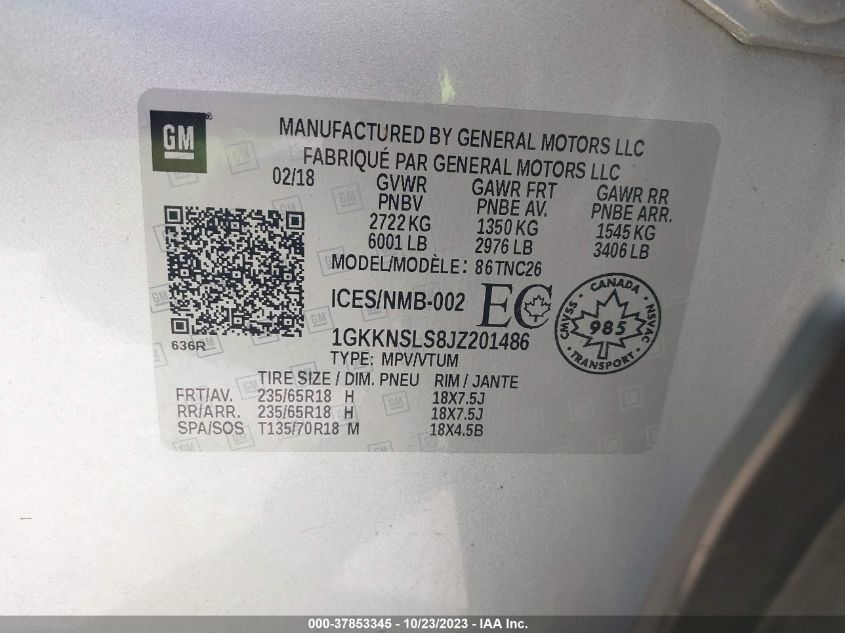 GM
MANUFACTURED BY GENERAL MOTORS LLC
FABRIQUÉ PAR GENERAL MOTORS LLC
02/18 GVWR GAWR FRT GAWR RR
PNBV PNBE AV. PNBE ARR.
2722 KG 1350 KG 1545 KG
6001 LB 2976 LB 3406 LB
MODEL/MODÈLE: 86TNC26
ICES/NMB-002 EC
CANADA
CMVSS 985 NSVAC
TRANSPORT
636R
1GKKNSLS8JZ201486
TYPE: MPV/VTUM
TIRE SIZE / DIM. PNEU RIM / JANTE
FRT/AV. 235/65R18 H 18X7.5J
RR/ARR. 235/65R18 H 18X7.5J
SPA/SOS T135/70R18 M 18X4.5B
000-37853345 - 10/23/2023 - IAA Inc.